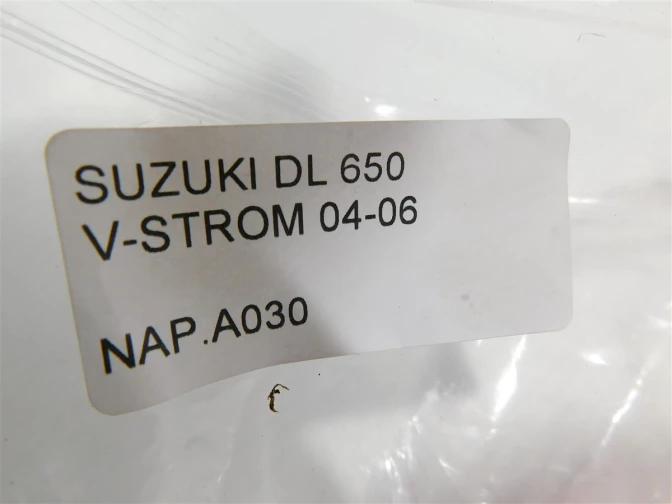 SUZUKI DL 650
V-STROM 04-06
NAP.A030